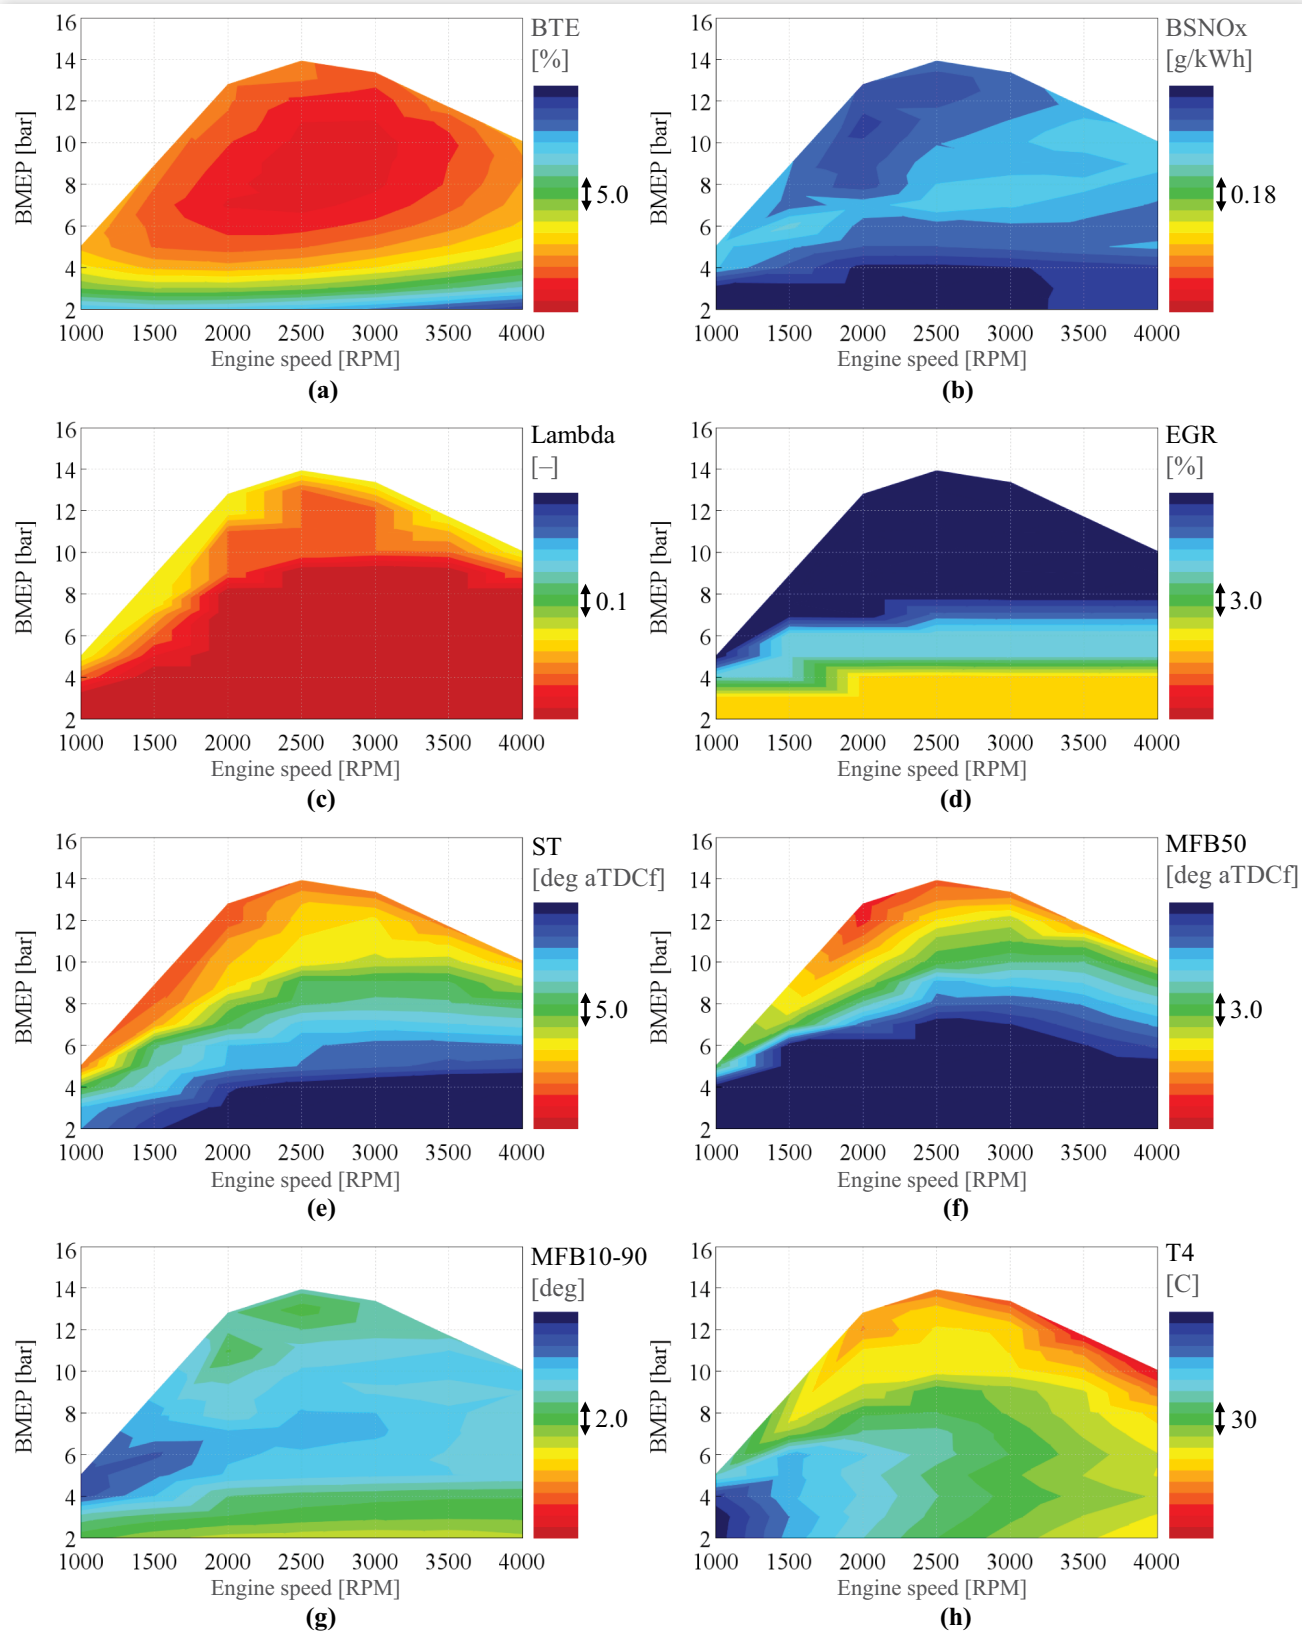 16
14
12
10
8
6
4
2
BMEP [bar]
1000 1500 2000 2500 3000 3500 4000
Engine speed [RPM]
BTE
[%]
5.0
(a)
16
14
12
10
8
6
4
2
BMEP [bar]
1000 1500 2000 2500 3000 3500 4000
Engine speed [RPM]
BSNOx
[g/kWh]
0.18
(b)
16
14
12
10
8
6
4
2
BMEP [bar]
1000 1500 2000 2500 3000 3500 4000
Engine speed [RPM]
Lambda
[–]
0.1
(c)
16
14
12
10
8
6
4
2
BMEP [bar]
1000 1500 2000 2500 3000 3500 4000
Engine speed [RPM]
EGR
[%]
3.0
(d)
16
14
12
10
8
6
4
2
BMEP [bar]
1000 1500 2000 2500 3000 3500 4000
Engine speed [RPM]
ST
[deg aTDCf]
5.0
(e)
16
14
12
10
8
6
4
2
BMEP [bar]
1000 1500 2000 2500 3000 3500 4000
Engine speed [RPM]
MFB50
[deg aTDCf]
3.0
(f)
16
14
12
10
8
6
4
2
BMEP [bar]
1000 1500 2000 2500 3000 3500 4000
Engine speed [RPM]
MFB10-90
[deg]
2.0
(g)
16
14
12
10
8
6
4
2
BMEP [bar]
1000 1500 2000 2500 3000 3500 4000
Engine speed [RPM]
T4
[C]
30
(h)